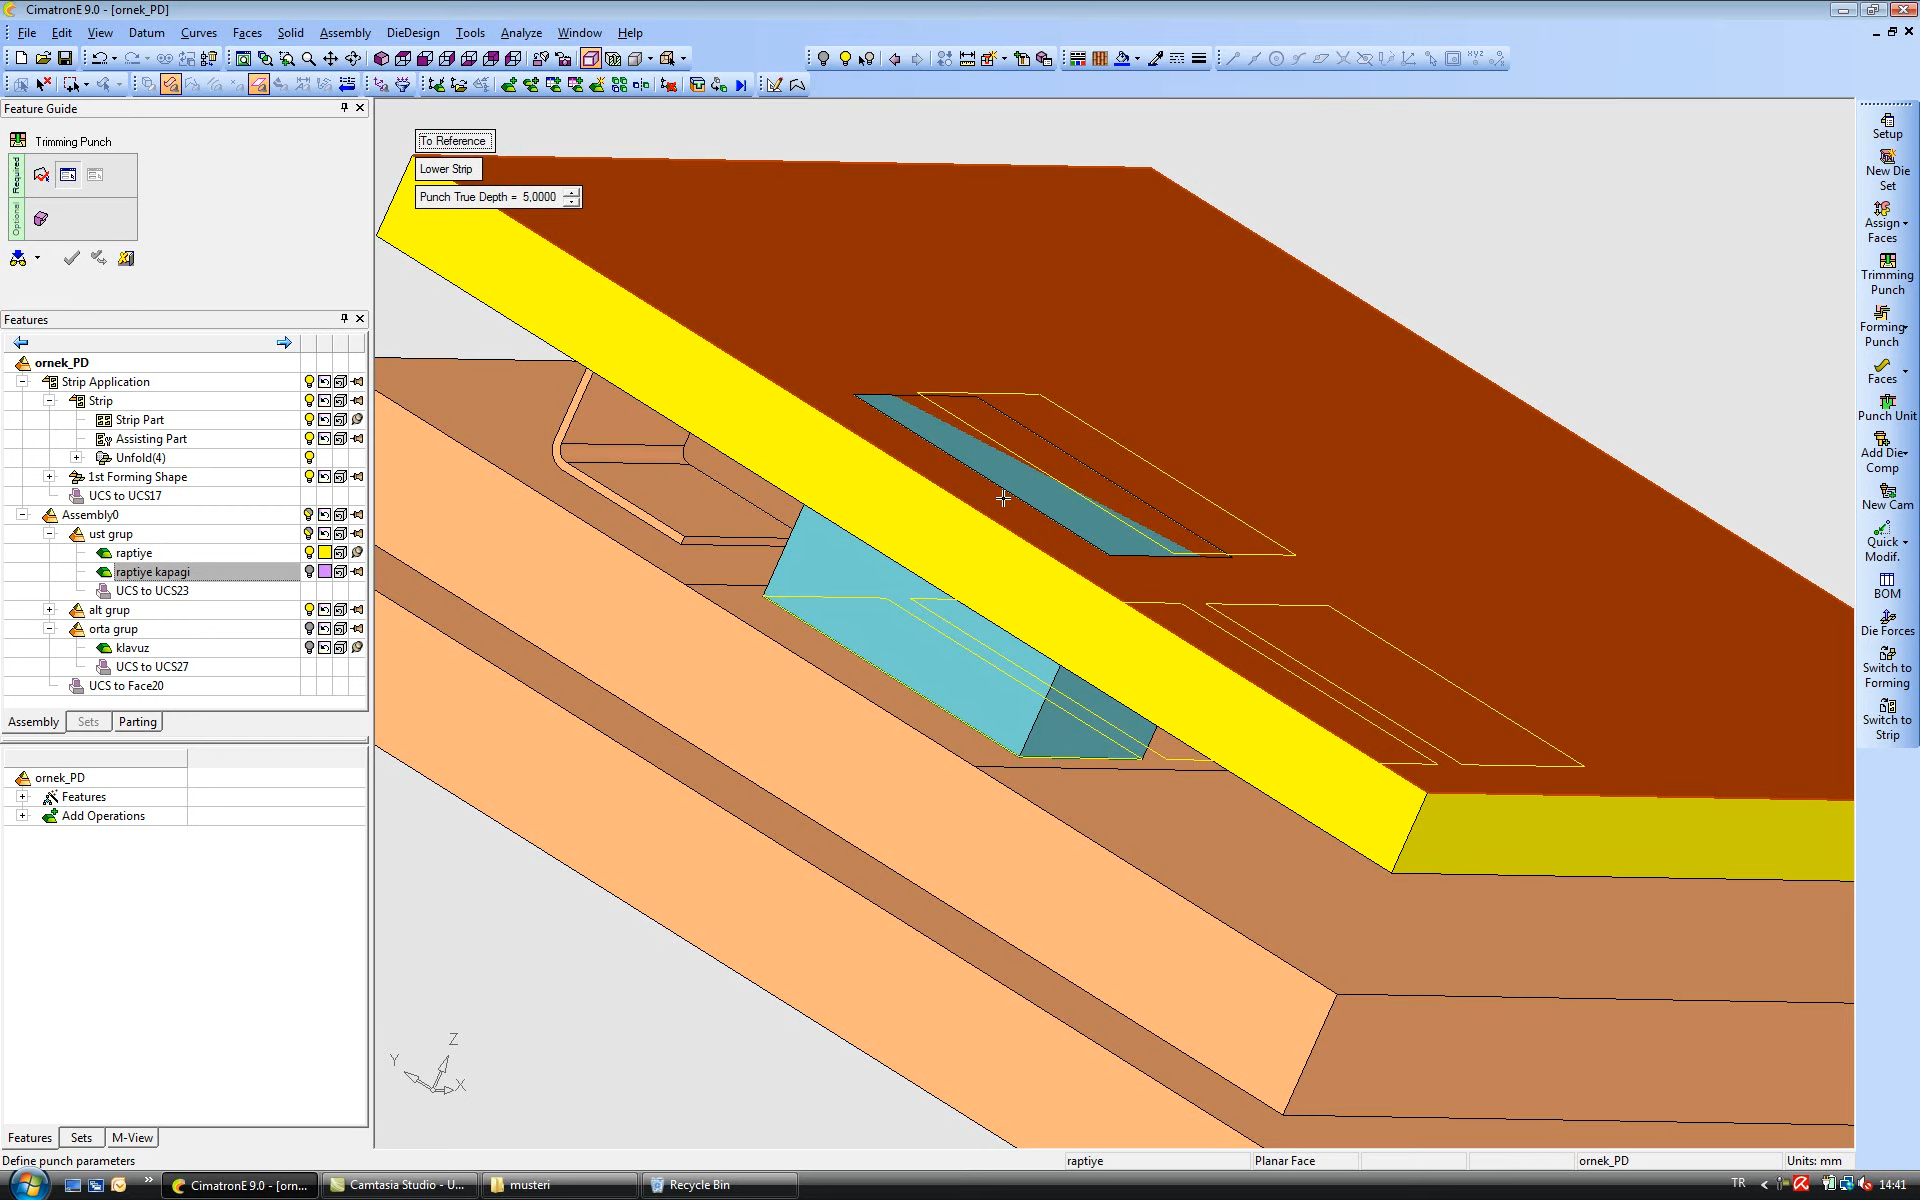 CimatronE 9.0 - [ornek_PD]
File Edit View Datum Curves Faces Solid Assembly DieDesign Tools Analyze Window Help
Feature Guide
Trimming Punch
Required
Optional
To Reference
Lower Strip
Punch True Depth = 5,0000
Features
ornek_PD
Strip Application
Strip
Strip Part
Assisting Part
Unfold(4)
1st Forming Shape
UCS to UCS17
Assembly0
ust grup
raptiye
raptiye kapagi
UCS to UCS23
alt grup
orta grup
klavuz
UCS to UCS27
UCS to Face20
Assembly Sets Parting
ornek_PD
Features
Add Operations
Features Sets M-View
Z
Y
X
Setup
New Die
Set
Assign
Faces
Trimming
Punch
Forming
Punch
Faces
Punch Unit
Add Die
Comp
New Cam
Quick
Modif.
BOM
Die Forces
Switch to
Forming
Switch to
Strip
Define punch parameters raptiye Planar Face ornek_PD Units: mm
CimatronE 9.0 - [orn... Camtasia Studio - U... musteri Recycle Bin TR 14:41